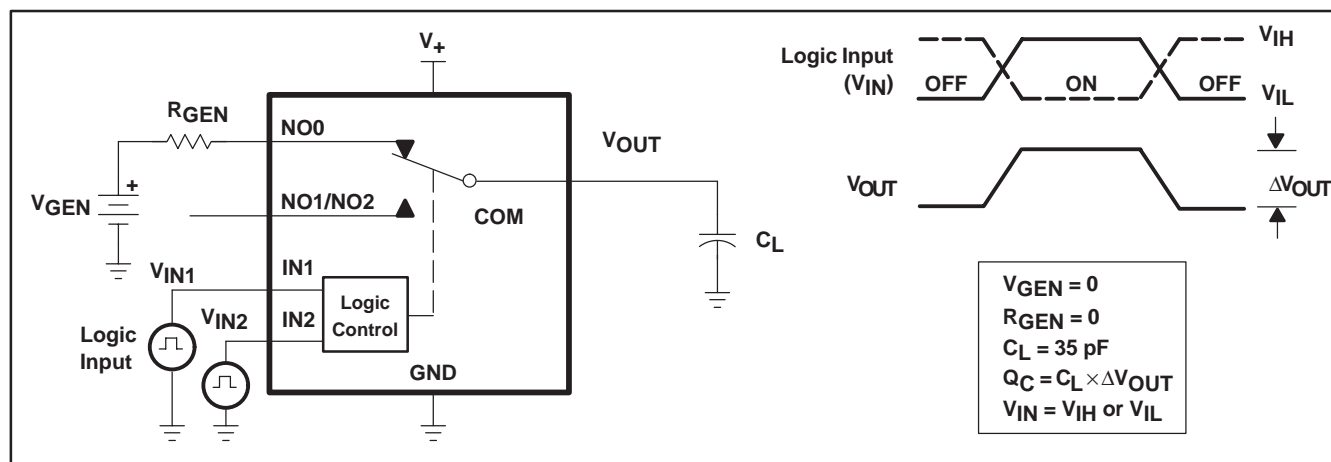 V+
RGEN
NO0
VOUT
VGEN
+
NO1/NO2
COM
CL
VIN1
IN1
VIN2
IN2
Logic
Control
Logic
Input
GND
Logic Input
(VIN)
OFF
ON
OFF
VIH
VIL
VOUT
ΔVOUT
VGEN = 0
RGEN = 0
CL = 35 pF
QC = CL × ΔVOUT
VIN = VIH or VIL